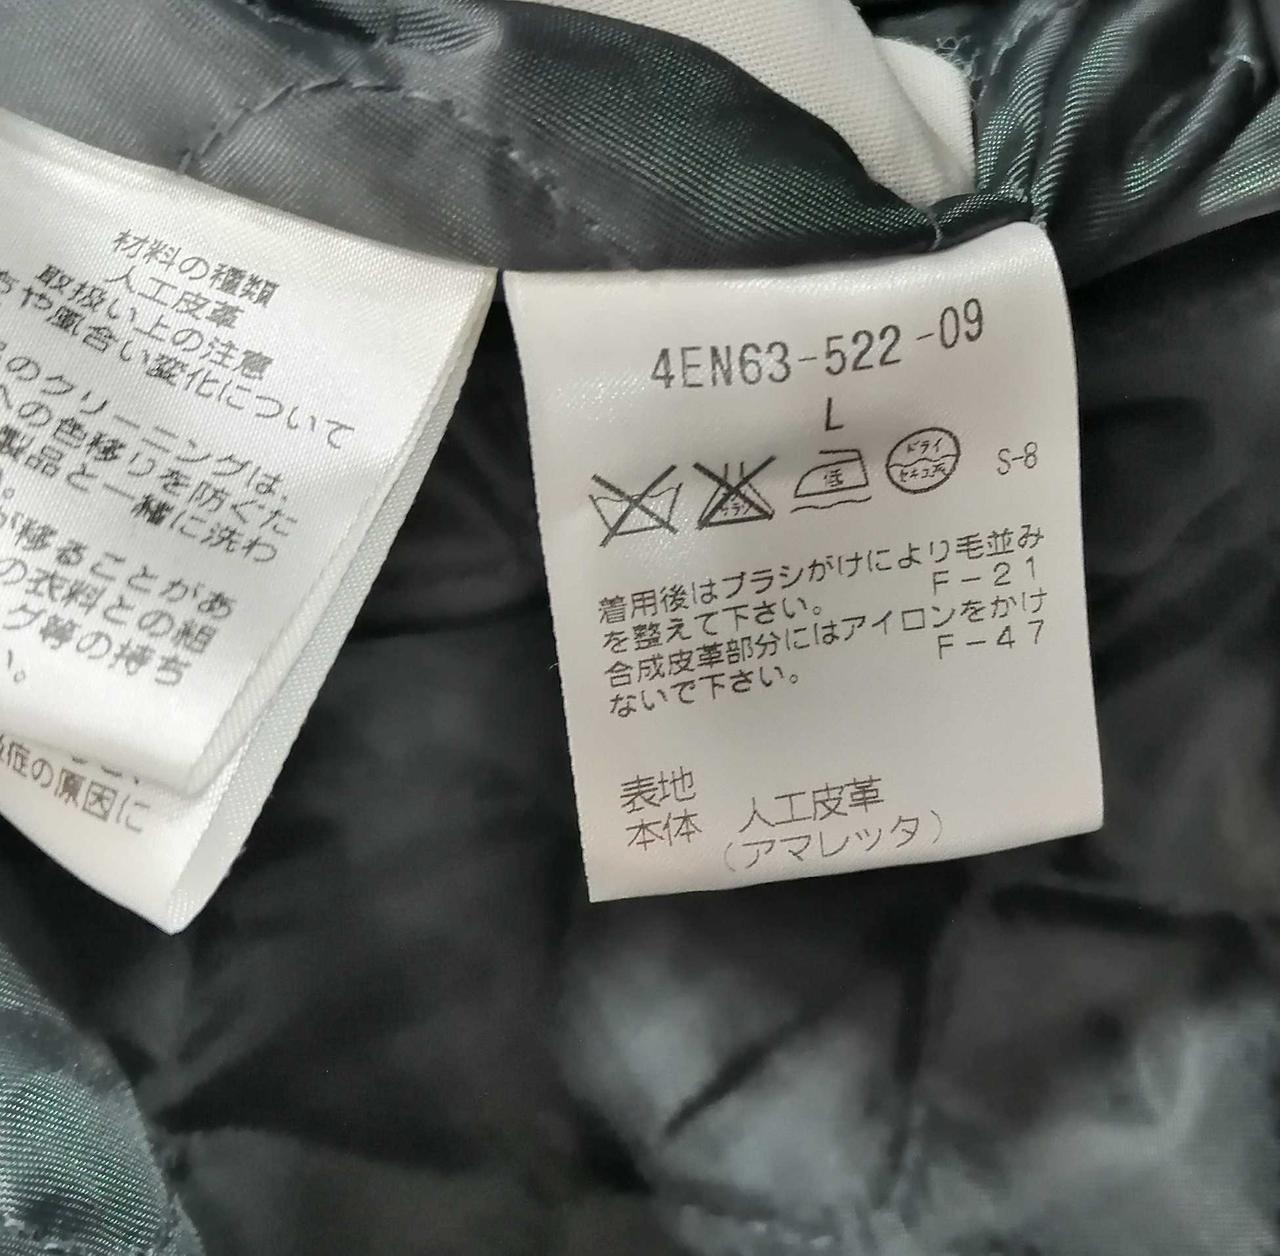 材料の種類
人工皮革
取扱い上の注意
や風合い変化について
のクリーニングは、
への色移りを防ぐた
製品と一緒に洗わ
。
が移ることがあ
の衣料との組
グ等の持ち
い。
症の原因に
4EN63-522-09
L
ドライ
セキユ系
低
S-8
着用後はブラシがけにより毛並み
を整えて下さい。 F-21
合成皮革部分にはアイロンをかけ
ないで下さい。 F-47
表地
本体 人工皮革
（アマレッタ）